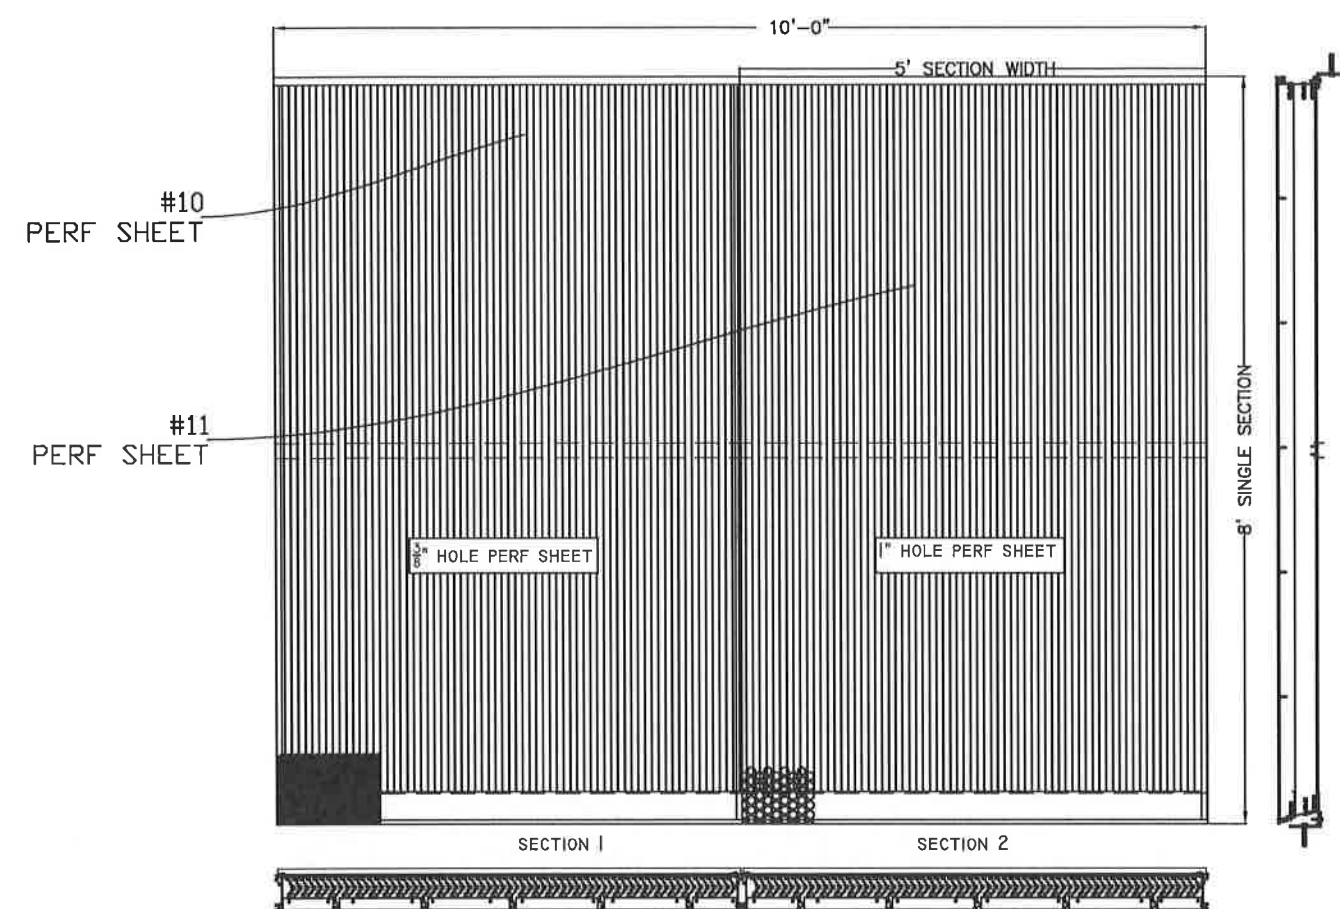 10'-0"
5' SECTION WIDTH
#10
PERF SHEET
#11
PERF SHEET
8' SINGLE SECTION
3/8" HOLE PERF SHEET
1" HOLE PERF SHEET
SECTION 1
SECTION 2